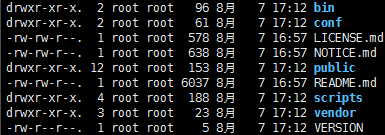 drwxr-xr-x.  2 root root   96 8月   7 17:12 bin
drwxr-xr-x.  2 root root   61 8月   7 17:12 conf
-rw-rw-r--.  1 root root  578 8月   7 16:57 LICENSE.md
-rw-rw-r--.  1 root root  638 8月   7 16:57 NOTICE.md
drwxr-xr-x. 12 root root  153 8月   7 17:12 public
-rw-rw-r--.  1 root root 6037 8月   7 16:57 README.md
drwxr-xr-x.  4 root root  188 8月   7 17:12 scripts
drwxr-xr-x.  3 root root   23 8月   7 17:12 vendor
-rw-r--r--.  1 root root    5 8月   7 17:12 VERSION